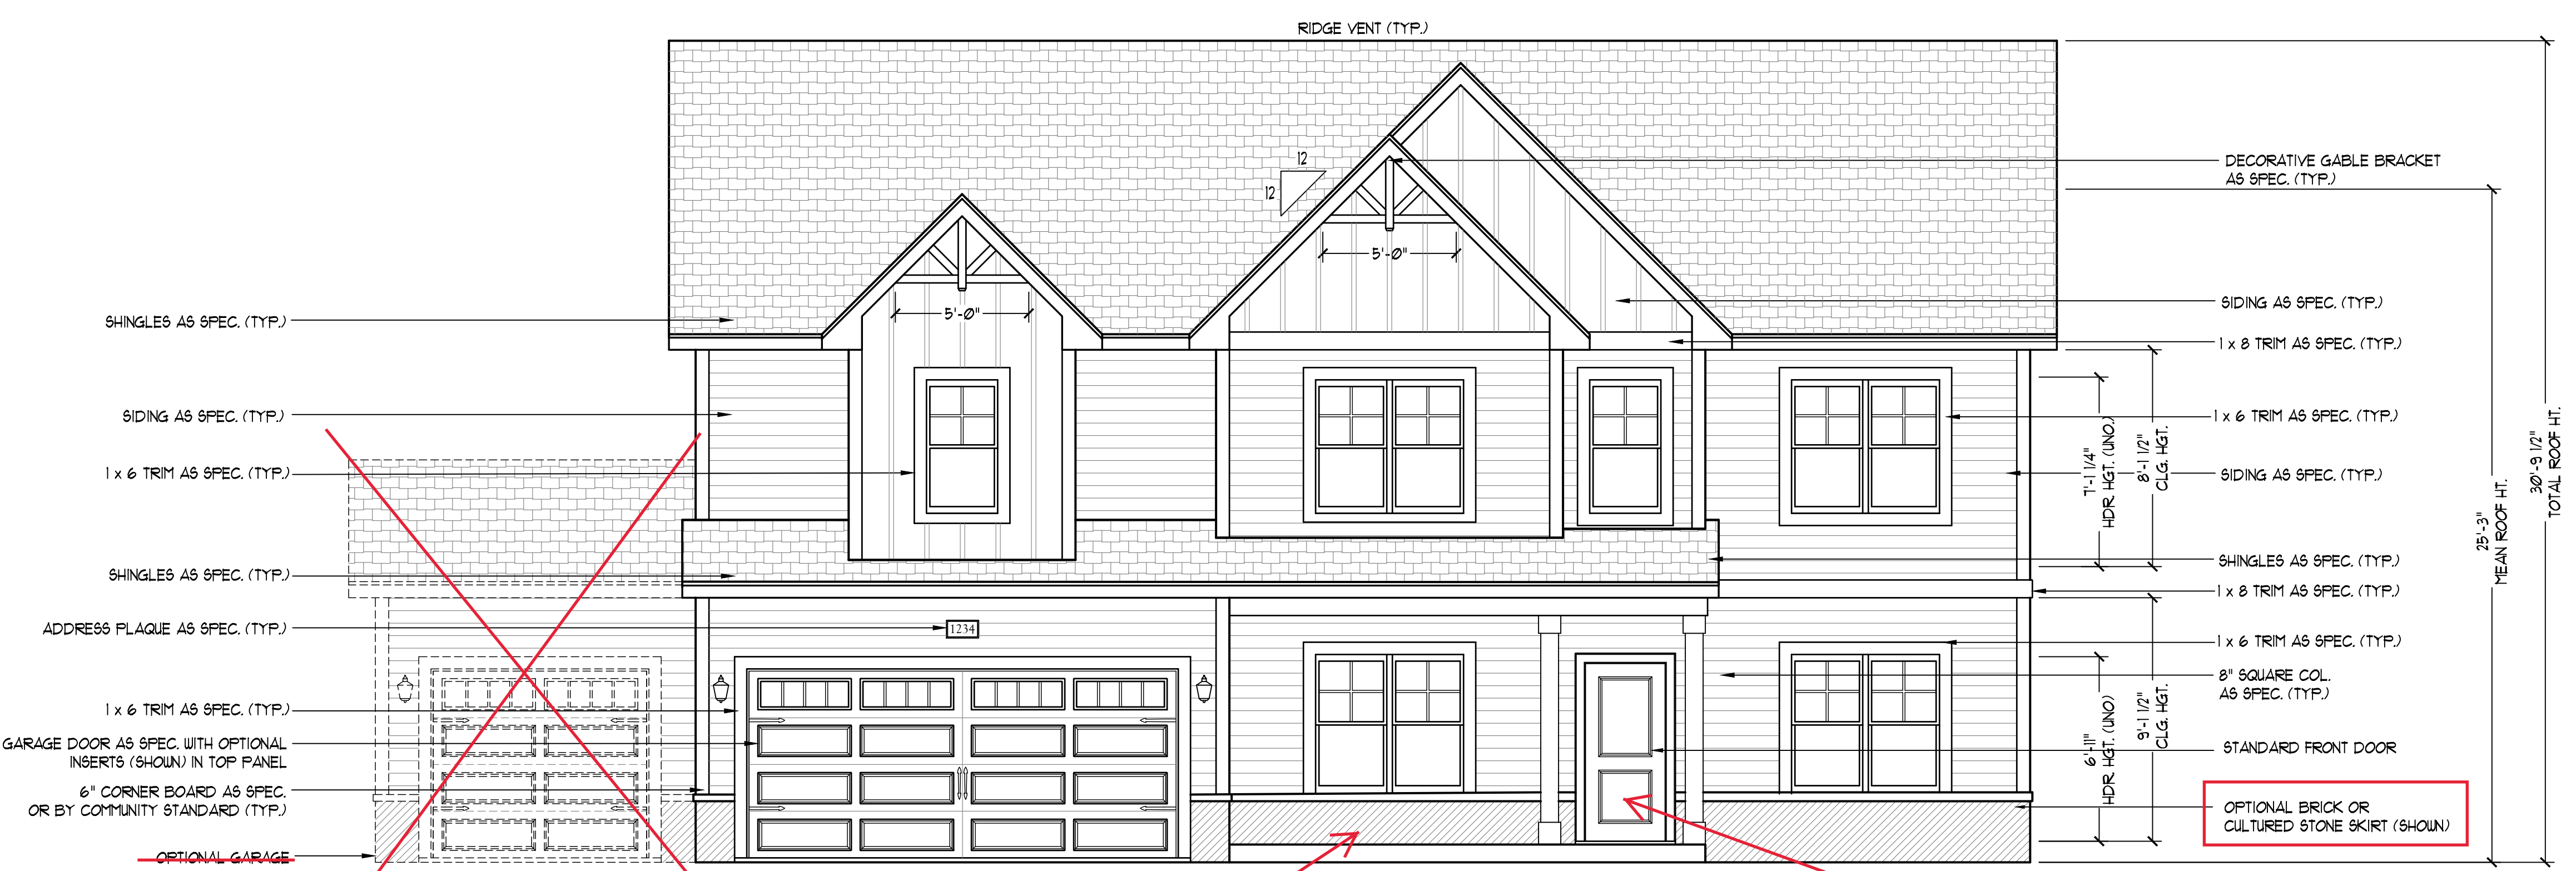 RIDGE VENT (TYP.)
12
12
5'-0"
5'-0"
SHINGLES AS SPEC. (TYP.)
SIDING AS SPEC. (TYP.)
1 x 6 TRIM AS SPEC. (TYP.)
SHINGLES AS SPEC. (TYP.)
ADDRESS PLAQUE AS SPEC. (TYP.)
1234
1 x 6 TRIM AS SPEC. (TYP.)
GARAGE DOOR AS SPEC. WITH OPTIONAL
INSERTS (SHOWN) IN TOP PANEL
6" CORNER BOARD AS SPEC.
OR BY COMMUNITY STANDARD (TYP.)
OPTIONAL GARAGE
DECORATIVE GABLE BRACKET
AS SPEC. (TYP.)
SIDING AS SPEC. (TYP.)
1 x 8 TRIM AS SPEC. (TYP.)
1 x 6 TRIM AS SPEC. (TYP.)
SIDING AS SPEC. (TYP.)
SHINGLES AS SPEC. (TYP.)
1 x 8 TRIM AS SPEC. (TYP.)
1 x 6 TRIM AS SPEC. (TYP.)
8" SQUARE COL.
AS SPEC. (TYP.)
STANDARD FRONT DOOR
OPTIONAL BRICK OR
CULTURED STONE SKIRT (SHOWN)
7'-1 1/4"
HDR. HGT. (UNO.)
8'-1 1/2"
CLG. HGT.
6'-11"
HDR. HGT. (UNO)
9'-1 1/2"
CLG. HGT.
25'-3"
MEAN ROOF HT.
30'-9 1/2"
TOTAL ROOF HT.